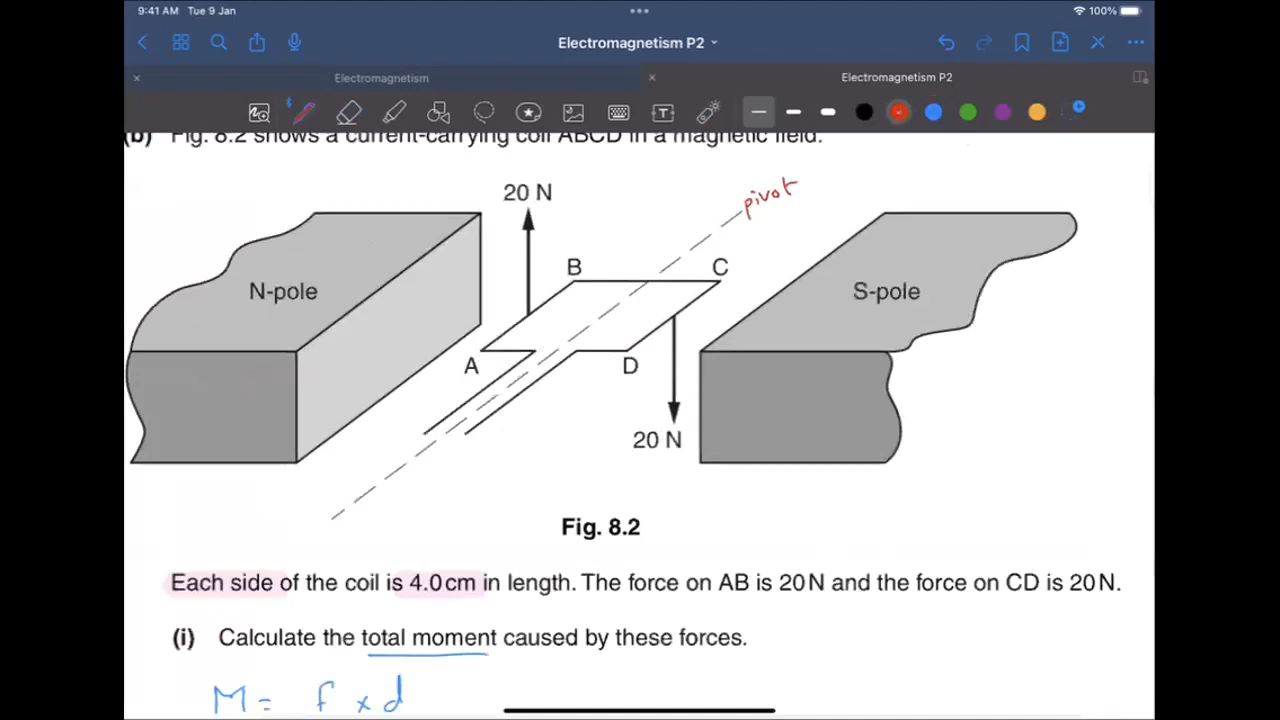 9:41 AM Tue 9 Jan
100%
Electromagnetism P2
Electromagnetism
Electromagnetism P2
(b) Fig. 8.2 shows a current-carrying coil ABCD in a magnetic field.
20 N
pivot
B
C
N-pole
S-pole
A
D
20 N
Fig. 8.2
Each side of the coil is 4.0 cm in length. The force on AB is 20 N and the force on CD is 20 N.
(i) Calculate the total moment caused by these forces.
M = f × d